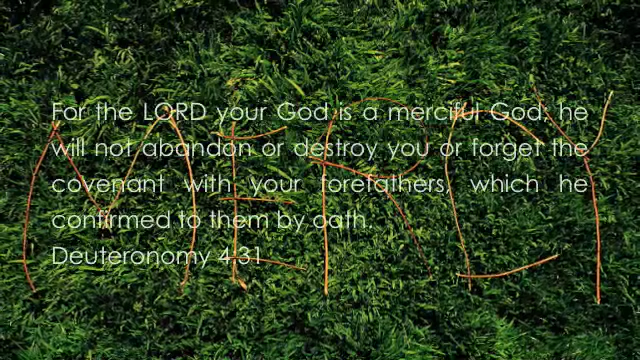 For the LORD your God is a merciful God; he
will not abandon or destroy you or forget the
covenant with your forefathers, which he
confirmed to them by oath.
Deuteronomy 4:31
MERCY